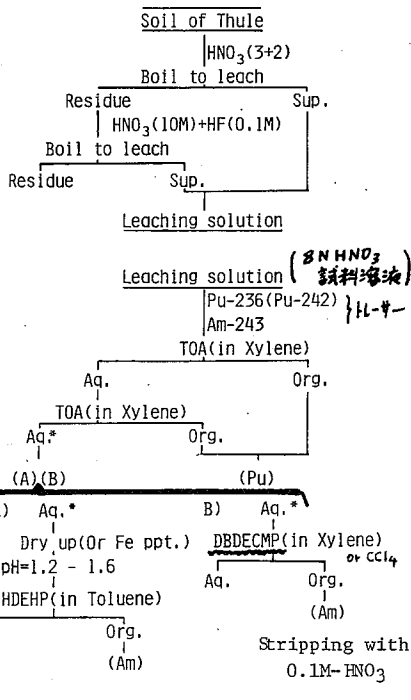 Soil of Thule
HNO₃(3+2)
Boil to leach
Residue Sup.
HNO₃(10M)+HF(0.1M)
Boil to leach
Residue Sup.
Leaching solution
(8N HNO₃
試料溶液)
Leaching solution
Pu-236(Pu-242)
Am-243
}トレーサー
TOA(in Xylene)
Aq. Org.
TOA(in Xylene)
Aq.* Org.
(A)(B) (Pu)
) Aq.* B) Aq.*
Dry up(Or Fe ppt.) DBDECMP(in Xylene)
or CCl₄
pH=1.2 - 1.6
Aq. Org.
HDEHP(in Toluene)
(Am)
Org.
(Am)
Stripping with
0.1M-HNO₃